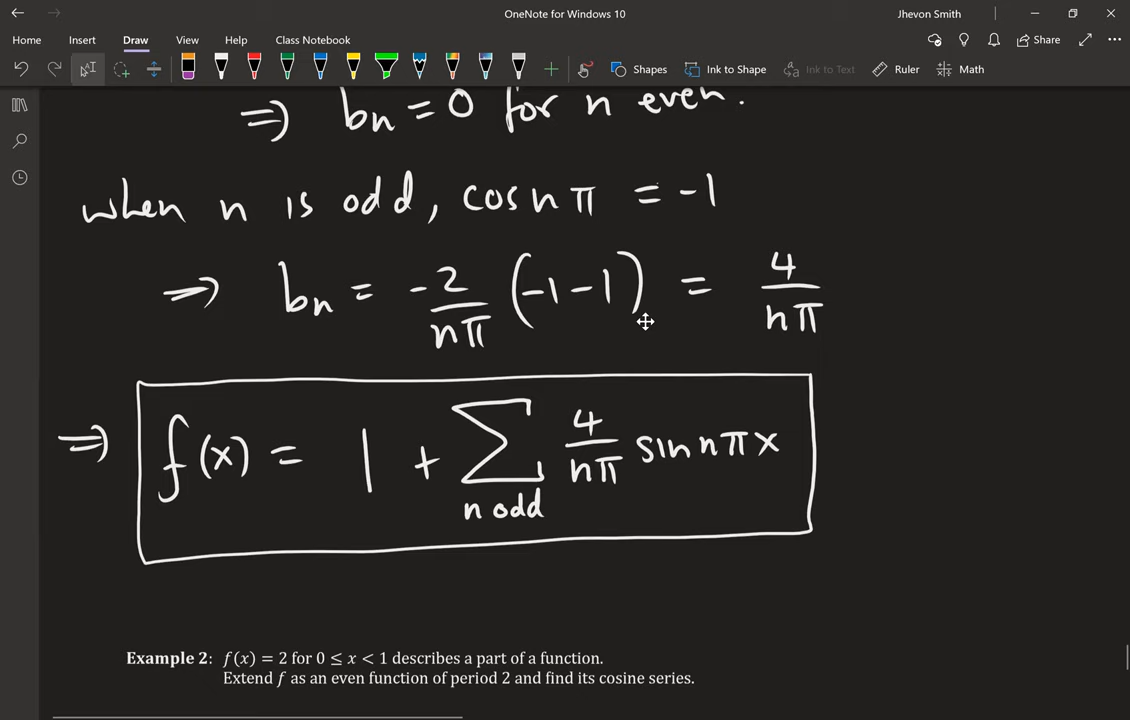 OneNote for Windows 10
Jhevon Smith
Home Insert Draw View Help Class Notebook
Share
Shapes Ink to Shape Ink to Text Ruler Math
⇒ bn = 0 for n even.
when n is odd, cos nπ = -1
⇒ bn = -2/nπ (-1-1) = 4/nπ
⇒ f(x) = 1 + ∑ 4/nπ sin nπx
n odd
Example 2: f(x) = 2 for 0 ≤ x < 1 describes a part of a function.
Extend f as an even function of period 2 and find its cosine series.